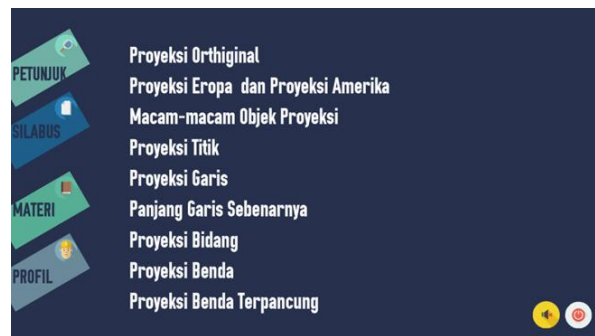 PETUNJUK
SILABUS
MATERI
PROFIL
Proyeksi Orthiginal
Proyeksi Eropa dan Proyeksi Amerika
Macam-macam Objek Proyeksi
Proyeksi Titik
Proyeksi Garis
Panjang Garis Sebenarnya
Proyeksi Bidang
Proyeksi Benda
Proyeksi Benda Terpancung